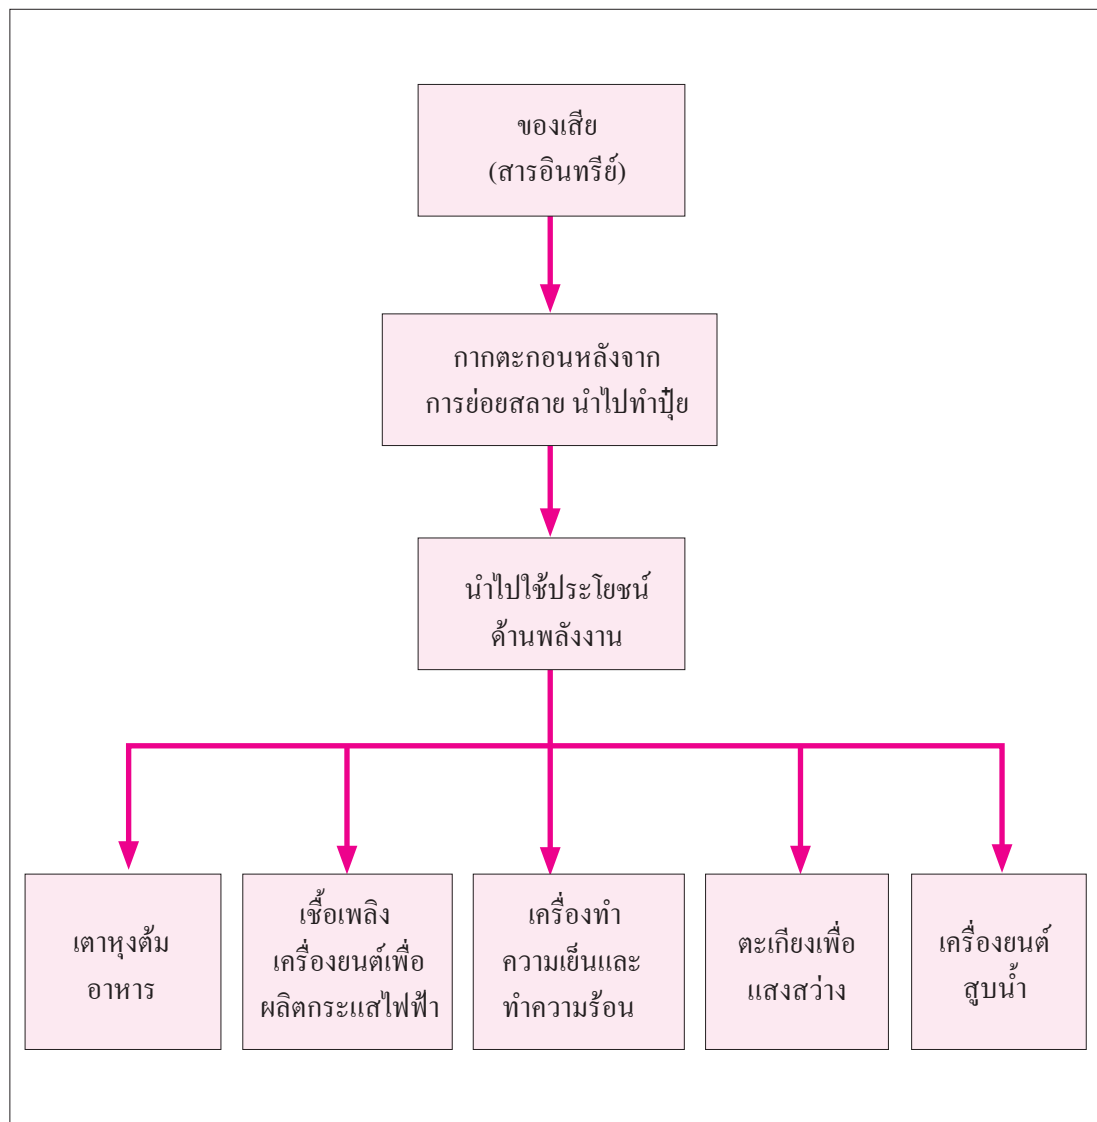 ของเสีย
(สารอินทรีย์)
กากตะกอนหลังจาก
การย่อยสลาย นำไปทำปุ๋ย
นำไปใช้ประโยชน์
ด้านพลังงาน
เตาหุงต้ม
อาหาร
เชื้อเพลิง
เครื่องยนต์เพื่อ
ผลิตกระแสไฟฟ้า
เครื่องทำ
ความเย็นและ
ทำความร้อน
ตะเกียงเพื่อ
แสงสว่าง
เครื่องยนต์
สูบน้ำ